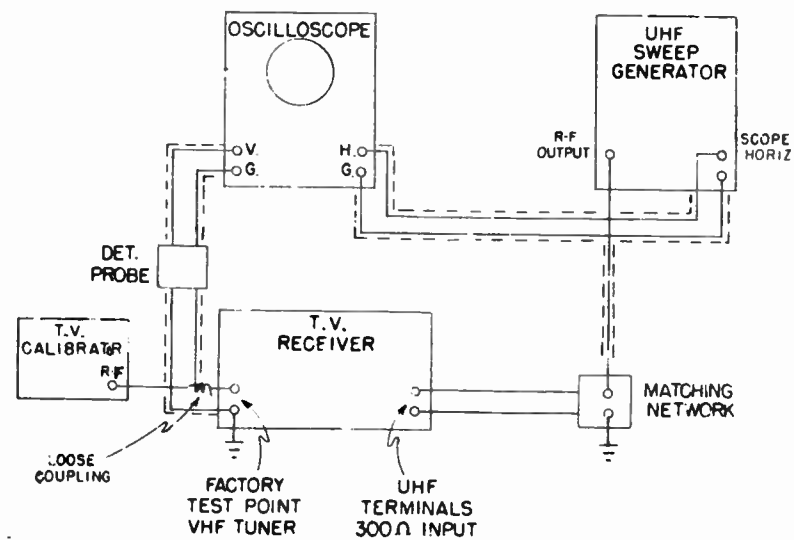 OSCILLOSCOPE
V.
G.
H.
G.
UHF
SWEEP
GENERATOR
R-F
OUTPUT
SCOPE
HORIZ
DET.
PROBE
T.V.
CALIBRATOR
R-F
T.V.
RECEIVER
MATCHING
NETWORK
LOOSE
COUPLING
FACTORY
TEST POINT
VHF TUNER
UHF
TERMINALS
300Ω INPUT